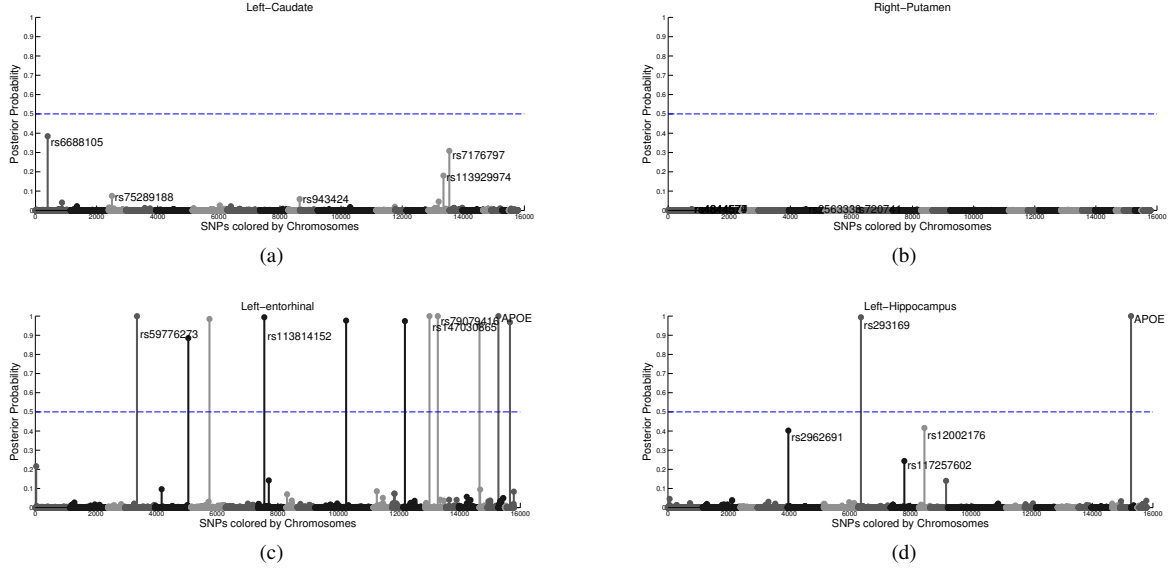 Left−Caudate
Posterior Probability
1
0.9
0.8
0.7
0.6
0.5
0.4
0.3
0.2
0.1
0
rs6688105
rs7176797
rs113929974
rs75289188
rs943424
0 2000 4000 6000 8000 10000 12000 14000 16000
SNPs colored by Chromosomes
(a)
Right−Putamen
Posterior Probability
1
0.9
0.8
0.7
0.6
0.5
0.4
0.3
0.2
0.1
0
0 2000 4000 6000 8000 10000 12000 14000 16000
SNPs colored by Chromosomes
(b)
Left−entorhinal
Posterior Probability
1
0.9
0.8
0.7
0.6
0.5
0.4
0.3
0.2
0.1
0
APOE
rs79079416
rs147030865
rs59776273
rs113814152
0 2000 4000 6000 8000 10000 12000 14000 16000
SNPs colored by Chromosomes
(c)
Left−Hippocampus
Posterior Probability
1
0.9
0.8
0.7
0.6
0.5
0.4
0.3
0.2
0.1
0
APOE
rs293169
rs2962691
rs12002176
rs117257602
0 2000 4000 6000 8000 10000 12000 14000 16000
SNPs colored by Chromosomes
(d)